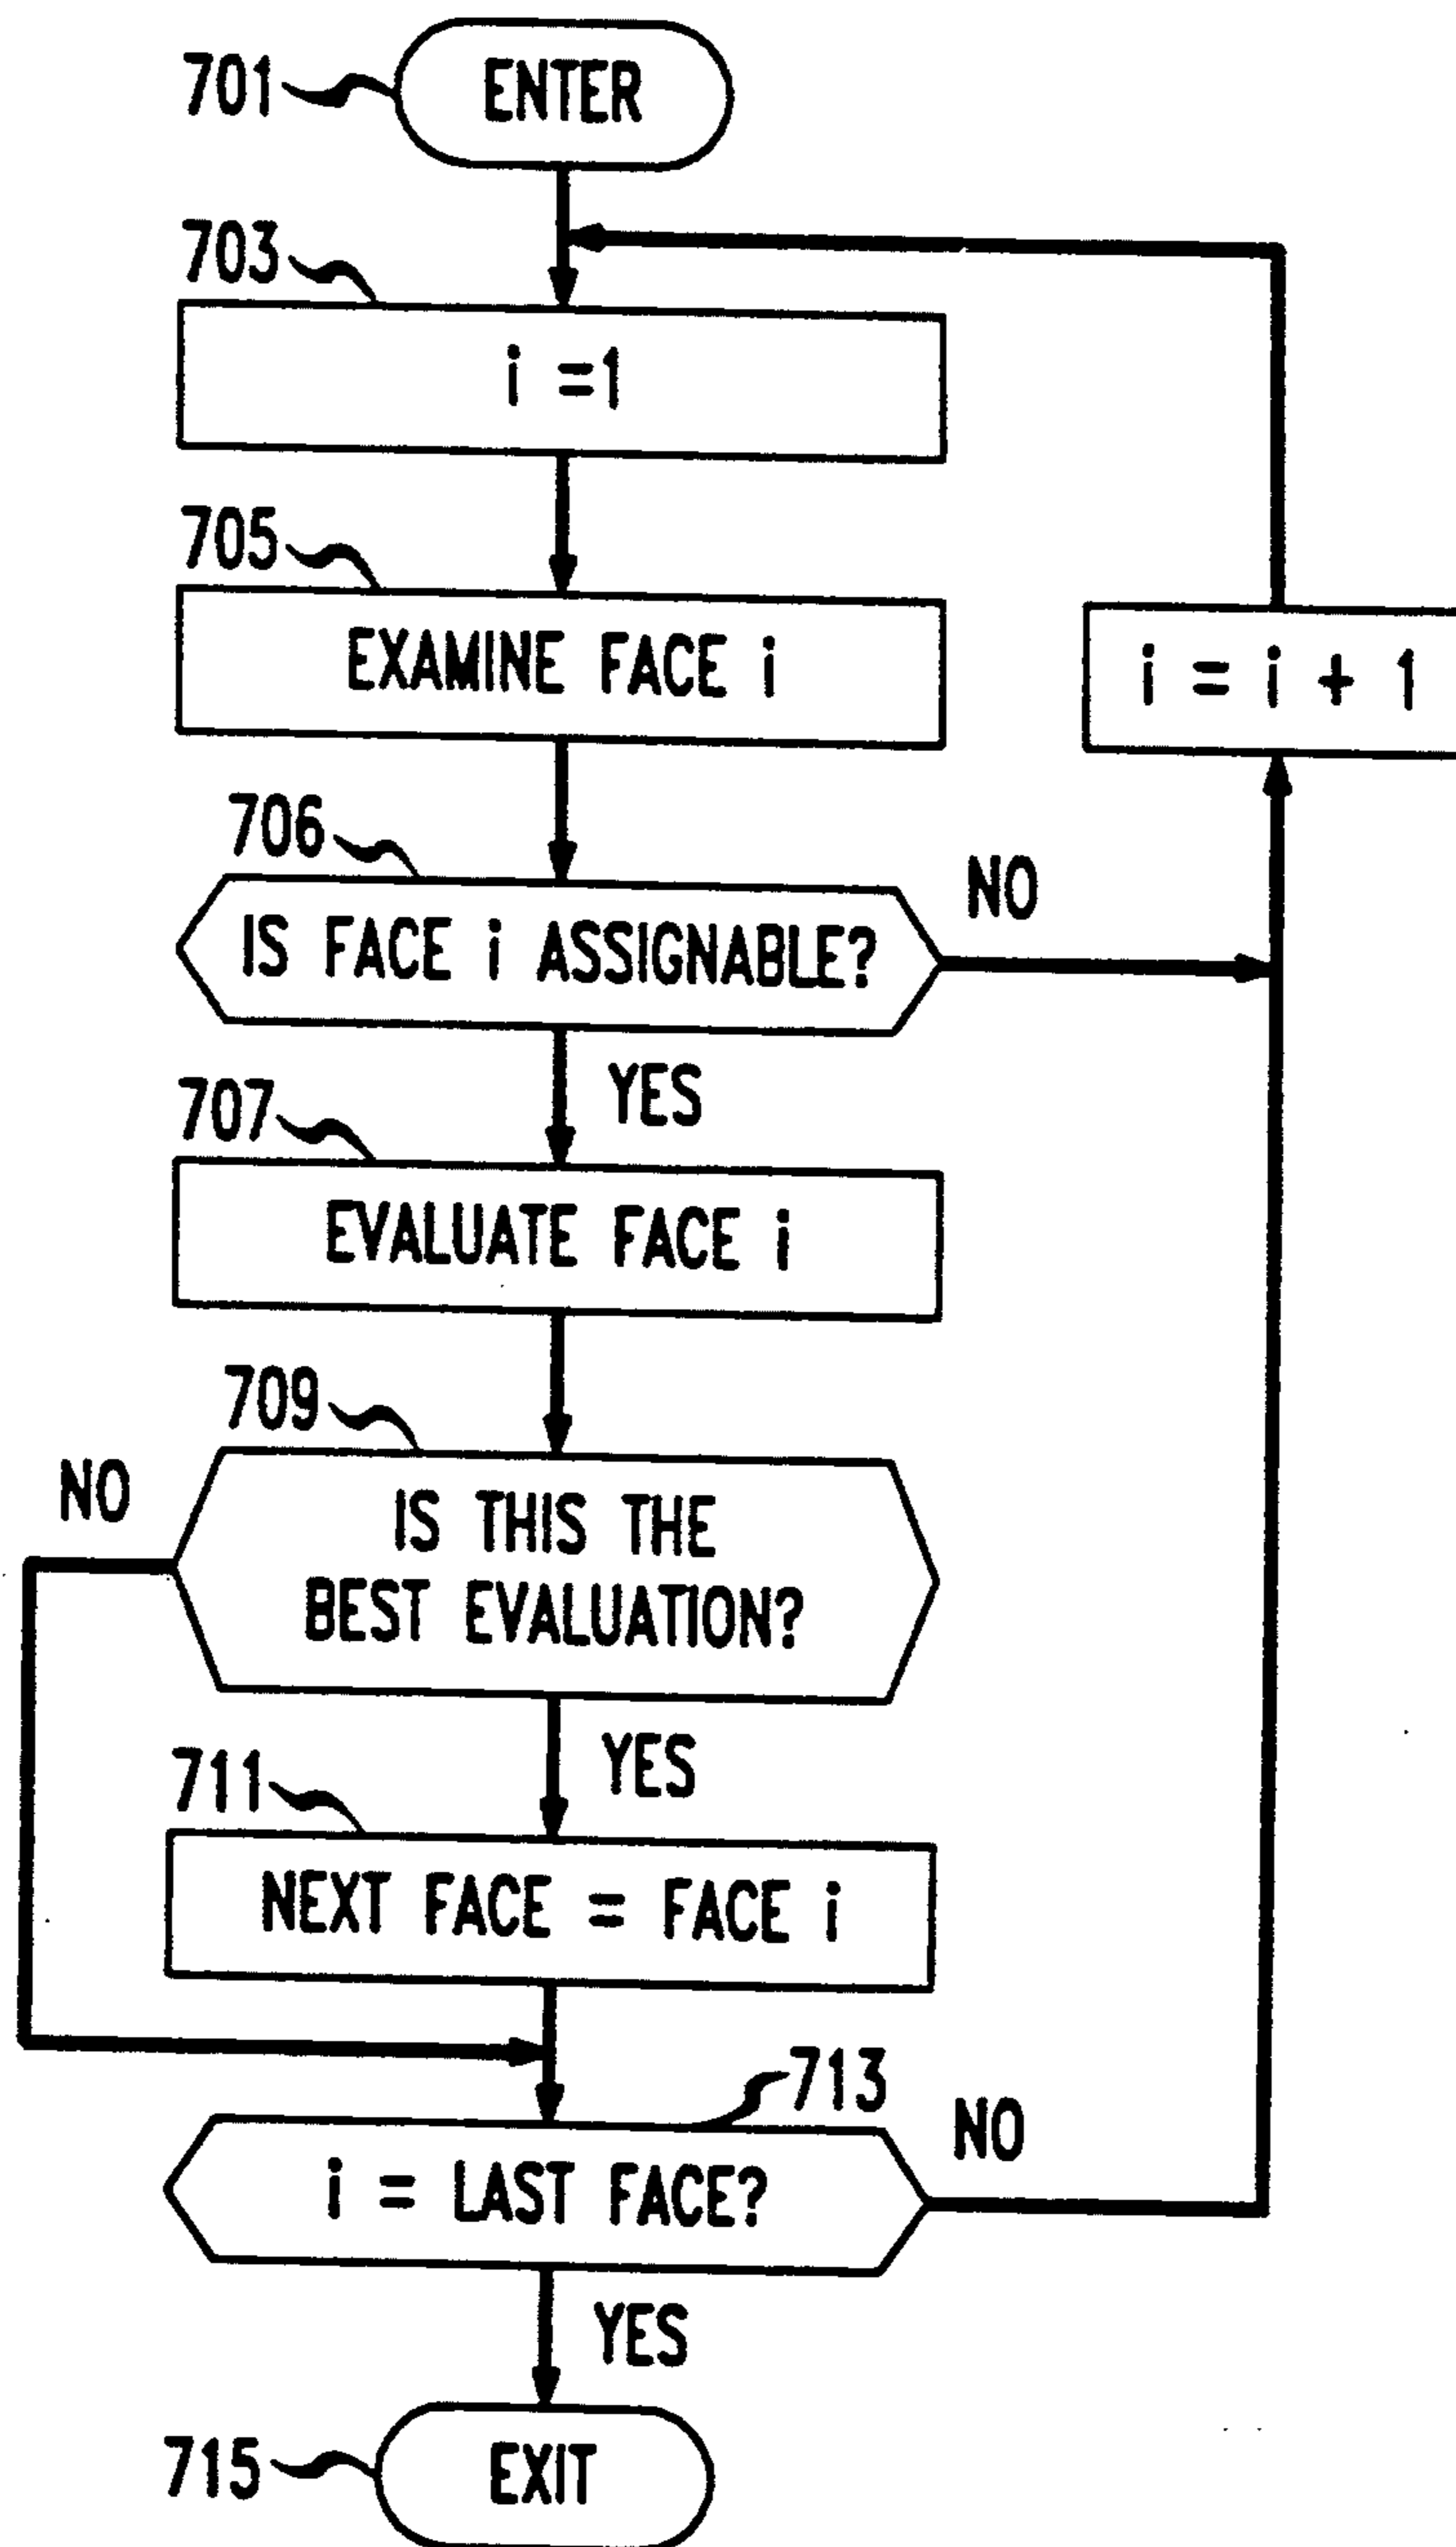 701
ENTER
703
i =1
705
EXAMINE FACE i
i = i + 1
706
IS FACE i ASSIGNABLE?
NO
YES
707
EVALUATE FACE i
709
NO
IS THIS THE
BEST EVALUATION?
YES
711
NEXT FACE = FACE i
713
i = LAST FACE?
NO
YES
715
EXIT